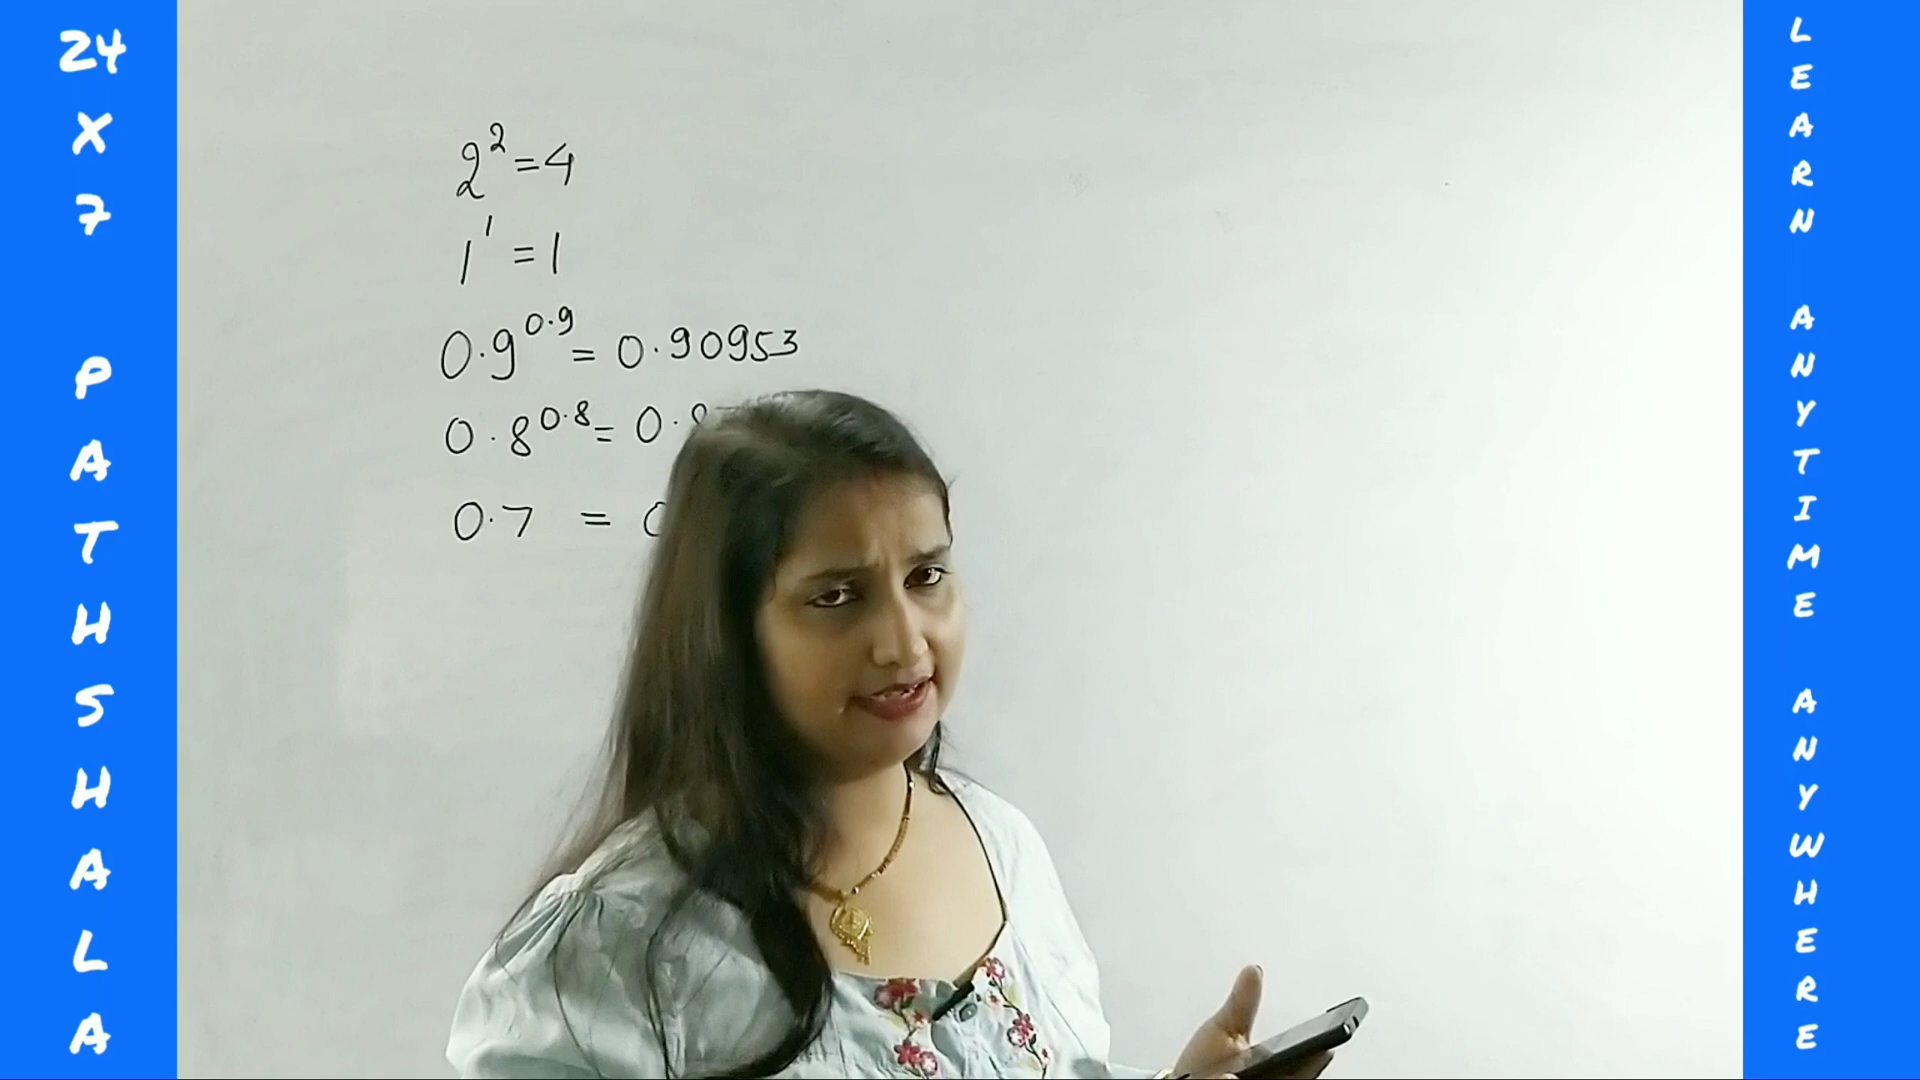 24 X 7 PATHSHALA
2² = 4
1¹ = 1
0.9^0.9 = 0.90953
0.8^0.8 = 0.8
0.7 =
LEARN ANYTIME ANYWHERE